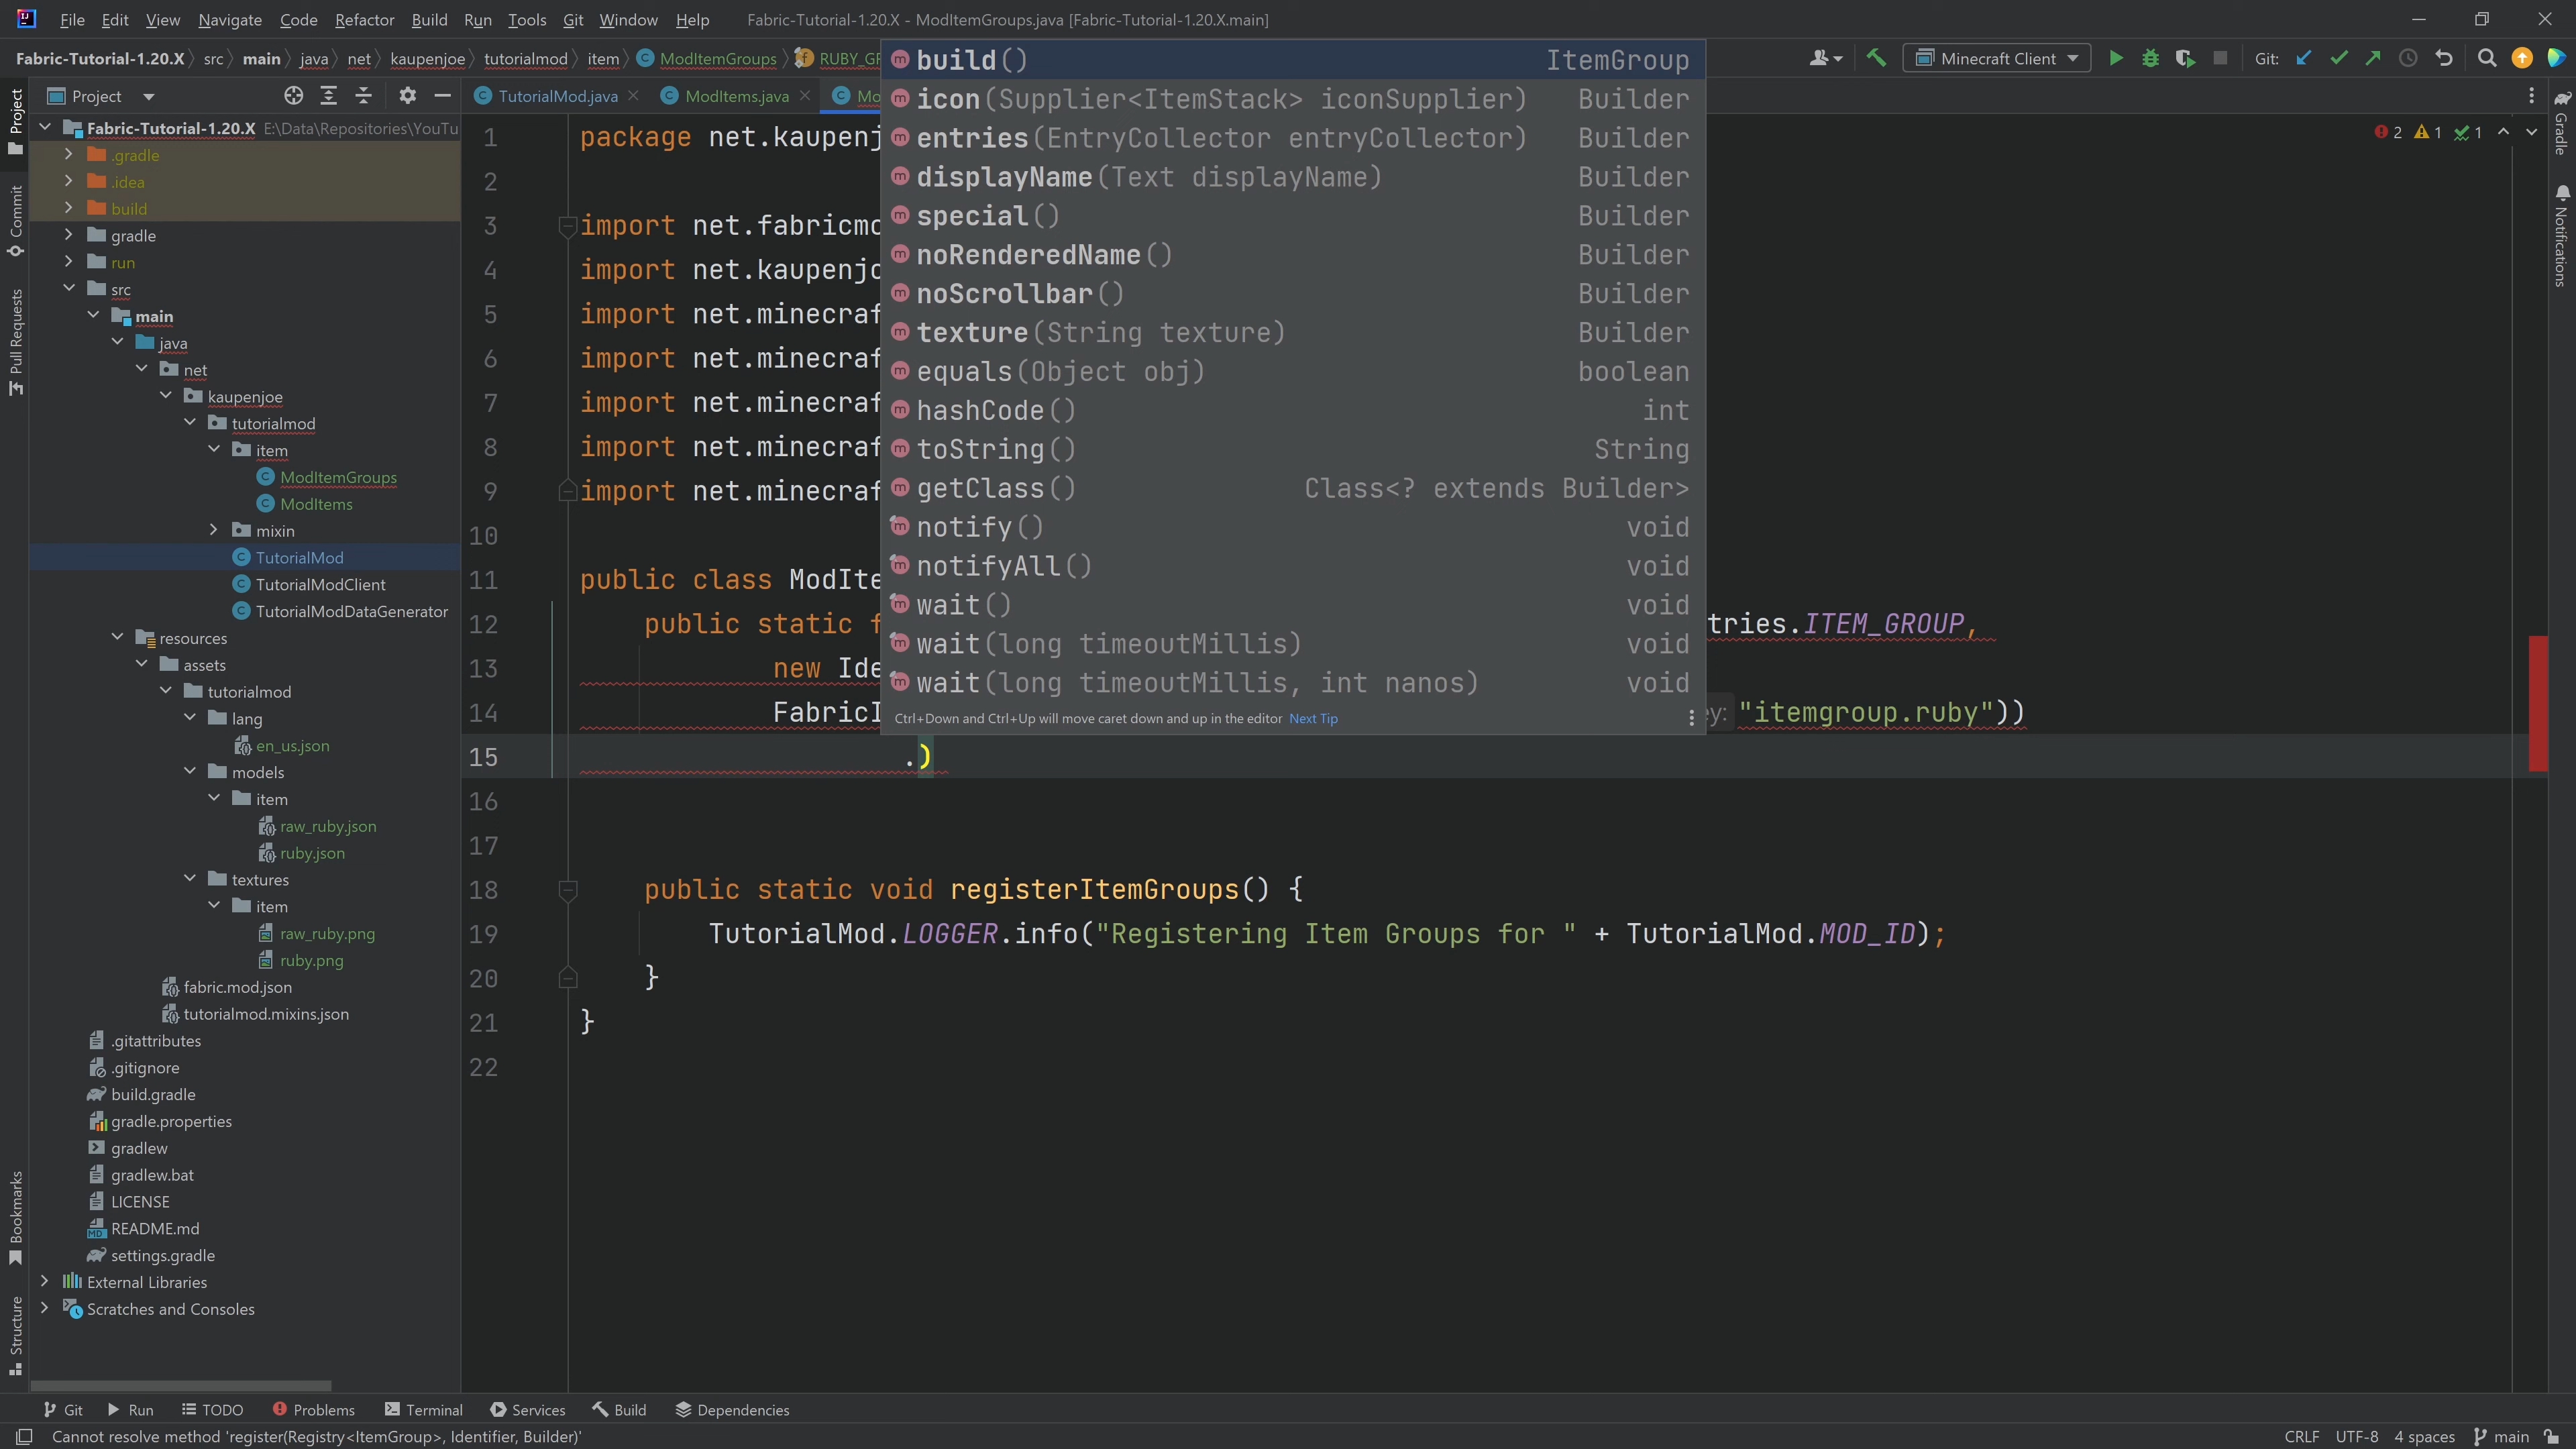 File Edit View Navigate Code Refactor Build Run Tools Git Window Help Fabric-Tutorial-1.20.X - ModItemGroups.java [Fabric-Tutorial-1.20.X.main]
Fabric-Tutorial-1.20.X src main java net kaupenjoe tutorialmod item ModItemGroups RUBY_GR Minecraft Client Git:
Project TutorialMod.java ModItems.java Mo
Project
Commit
Pull Requests
Bookmarks
Structure
Gradle
Notifications
Fabric-Tutorial-1.20.X E:\Data\Repositories\YouTu
.gradle
.idea
build
gradle
run
src
main
java
net
kaupenjoe
tutorialmod
item
ModItemGroups
ModItems
mixin
TutorialMod
TutorialModClient
TutorialModDataGenerator
resources
assets
tutorialmod
lang
en_us.json
models
item
raw_ruby.json
ruby.json
textures
item
raw_ruby.png
ruby.png
fabric.mod.json
tutorialmod.mixins.json
.gitattributes
.gitignore
build.gradle
gradle.properties
gradlew
gradlew.bat
LICENSE
README.md
settings.gradle
External Libraries
Scratches and Consoles
2 1 1
1 package net.kaupenj
2
3 import net.fabricmo
4 import net.kaupenjo
5 import net.minecraf
6 import net.minecraf
7 import net.minecraf
8 import net.minecraf
9 import net.minecraf
10
11 public class ModIte
12 public static f tries.ITEM_GROUP,
13 new Ide
14 FabricI ey: "itemgroup.ruby"))
15 .)
16
17
18 public static void registerItemGroups() {
19 TutorialMod.LOGGER.info("Registering Item Groups for " + TutorialMod.MOD_ID);
20 }
21 }
22
build() ItemGroup
icon(Supplier<ItemStack> iconSupplier) Builder
entries(EntryCollector entryCollector) Builder
displayName(Text displayName) Builder
special() Builder
noRenderedName() Builder
noScrollbar() Builder
texture(String texture) Builder
equals(Object obj) boolean
hashCode() int
toString() String
getClass() Class<? extends Builder>
notify() void
notifyAll() void
wait() void
wait(long timeoutMillis) void
wait(long timeoutMillis, int nanos) void
Ctrl+Down and Ctrl+Up will move caret down and up in the editor Next Tip
Git Run TODO Problems Terminal Services Build Dependencies
Cannot resolve method 'register(Registry<ItemGroup>, Identifier, Builder)' CRLF UTF-8 4 spaces main